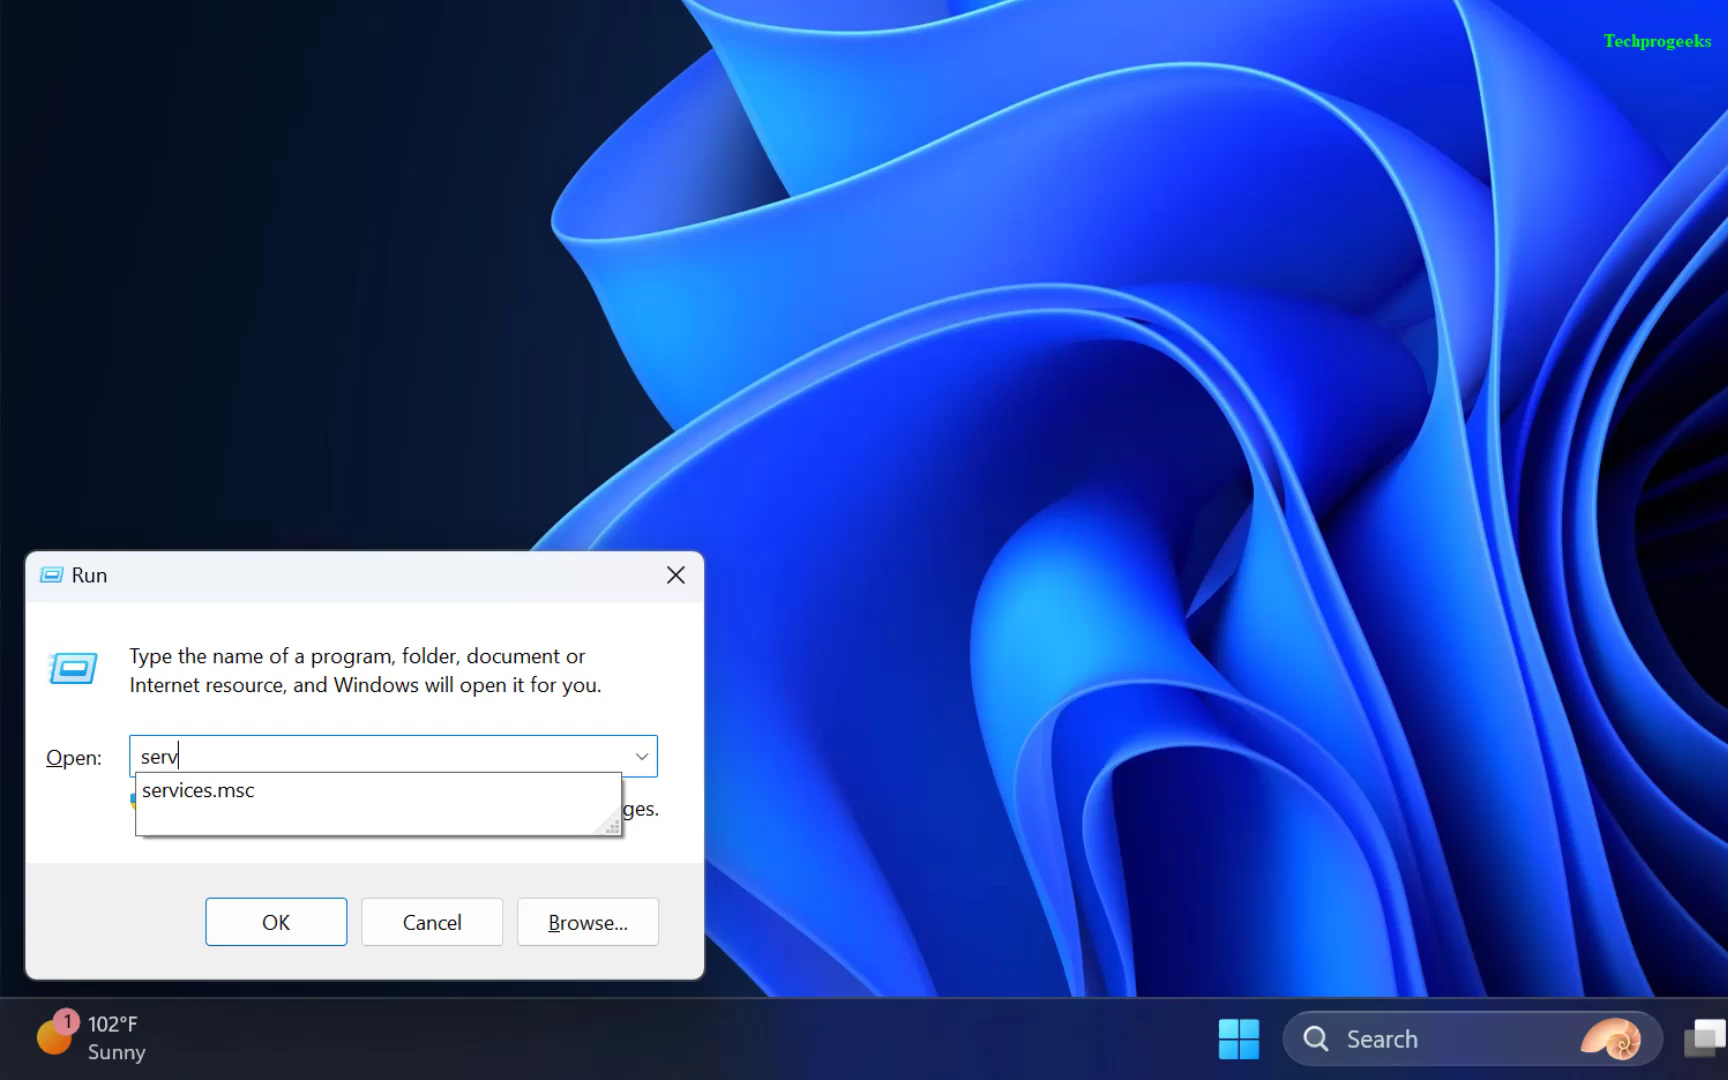 Techprogeeks
Run
Type the name of a program, folder, document or
Internet resource, and Windows will open it for you.
Open: serv
services.msc
ges.
OK Cancel Browse...
1
102°F
Sunny
Search